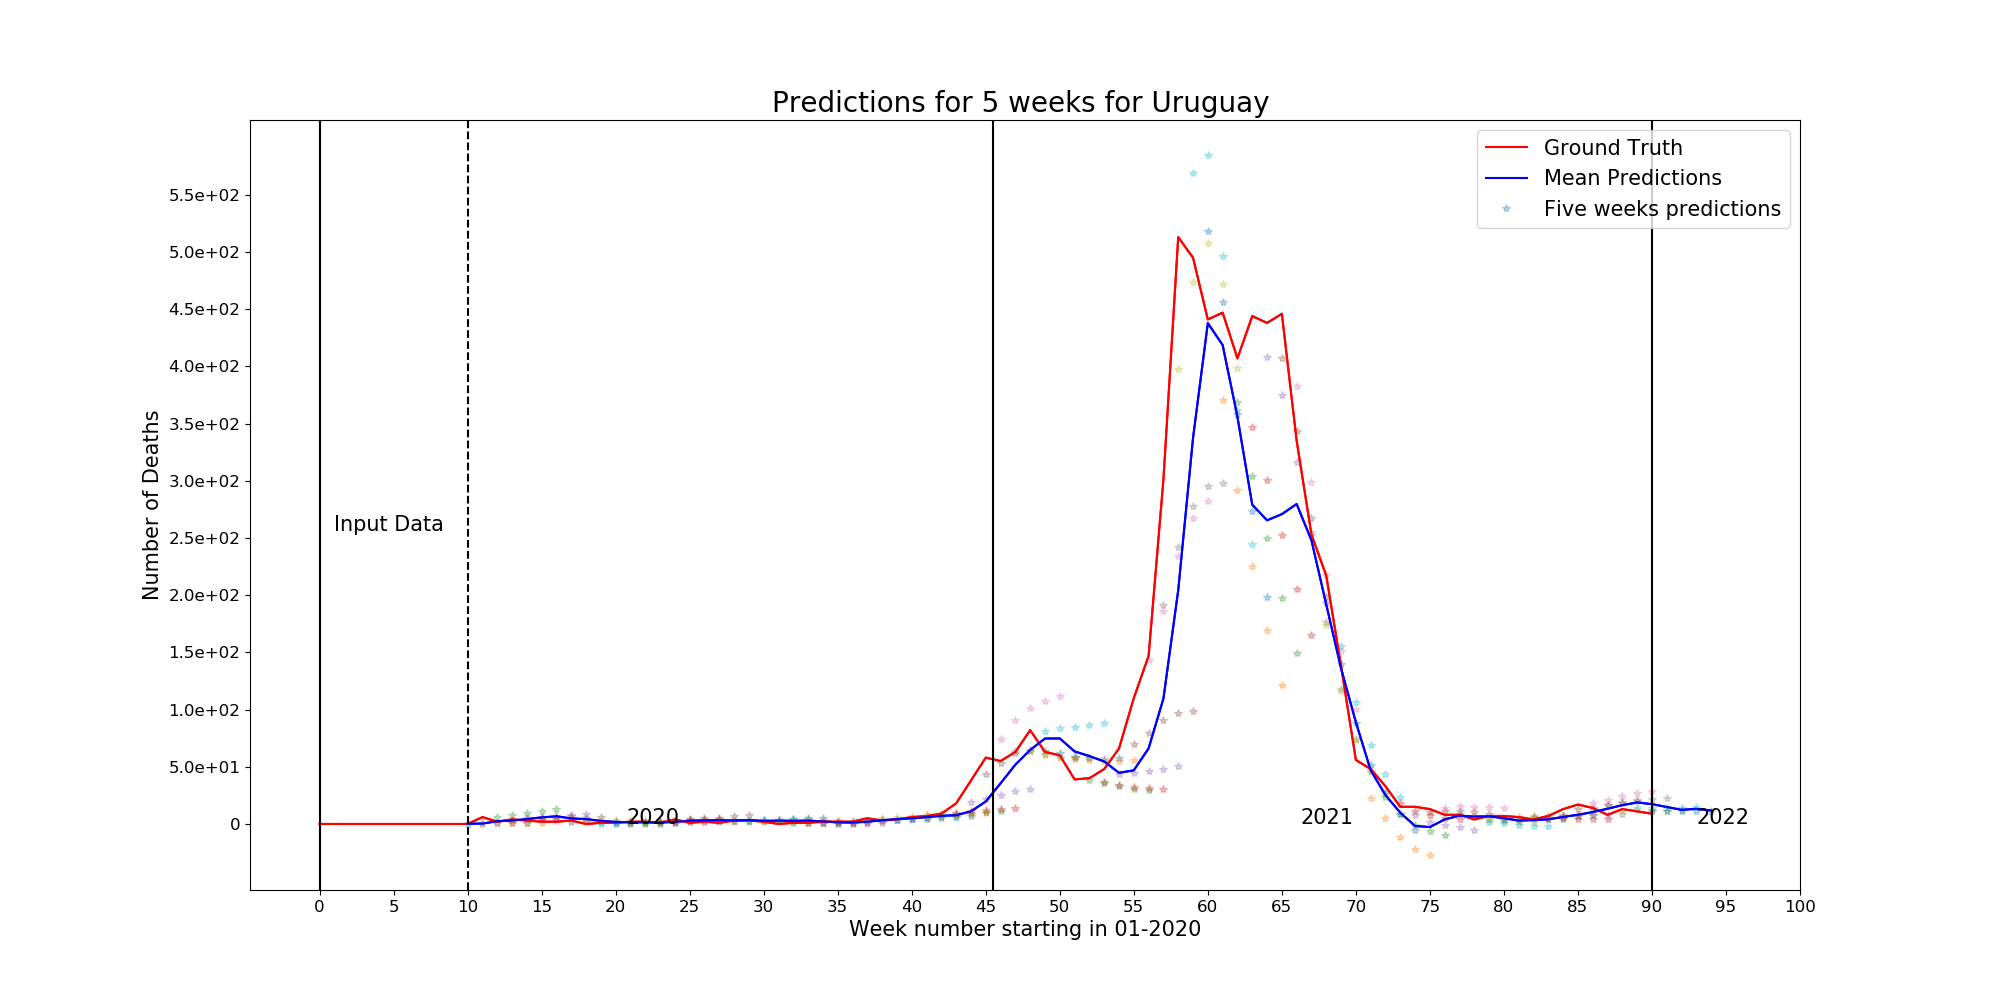 Predictions for 5 weeks for Uruguay
Ground Truth
Mean Predictions
Five weeks predictions
5.5e+02
5.0e+02
4.5e+02
4.0e+02
3.5e+02
3.0e+02
2.5e+02
2.0e+02
1.5e+02
1.0e+02
5.0e+01
0
Number of Deaths
Input Data
2020
2021
2022
0 5 10 15 20 25 30 35 40 45 50 55 60 65 70 75 80 85 90 95 100
Week number starting in 01-2020